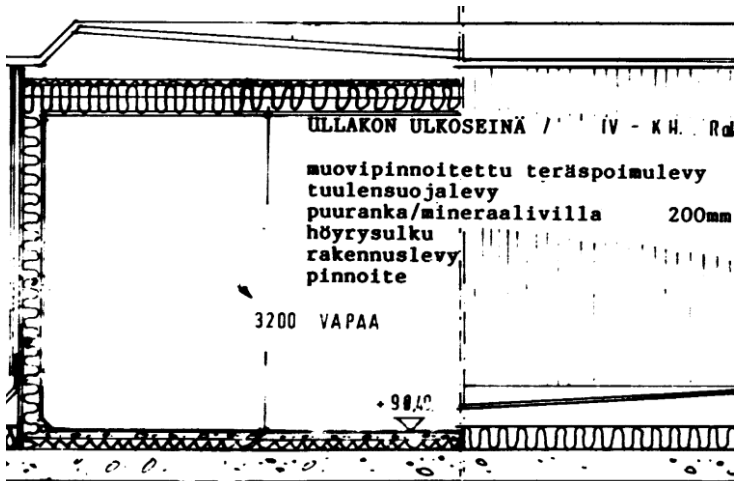 ULLAKON ULKOSEINÄ / IV - KH.
muovipinnoitettu teräspoimulevy
tuulensuojalevy
puuranka/mineraalivilla 200mm
höyrysulku
rakennuslevy
pinnoite
3200 VAPAA